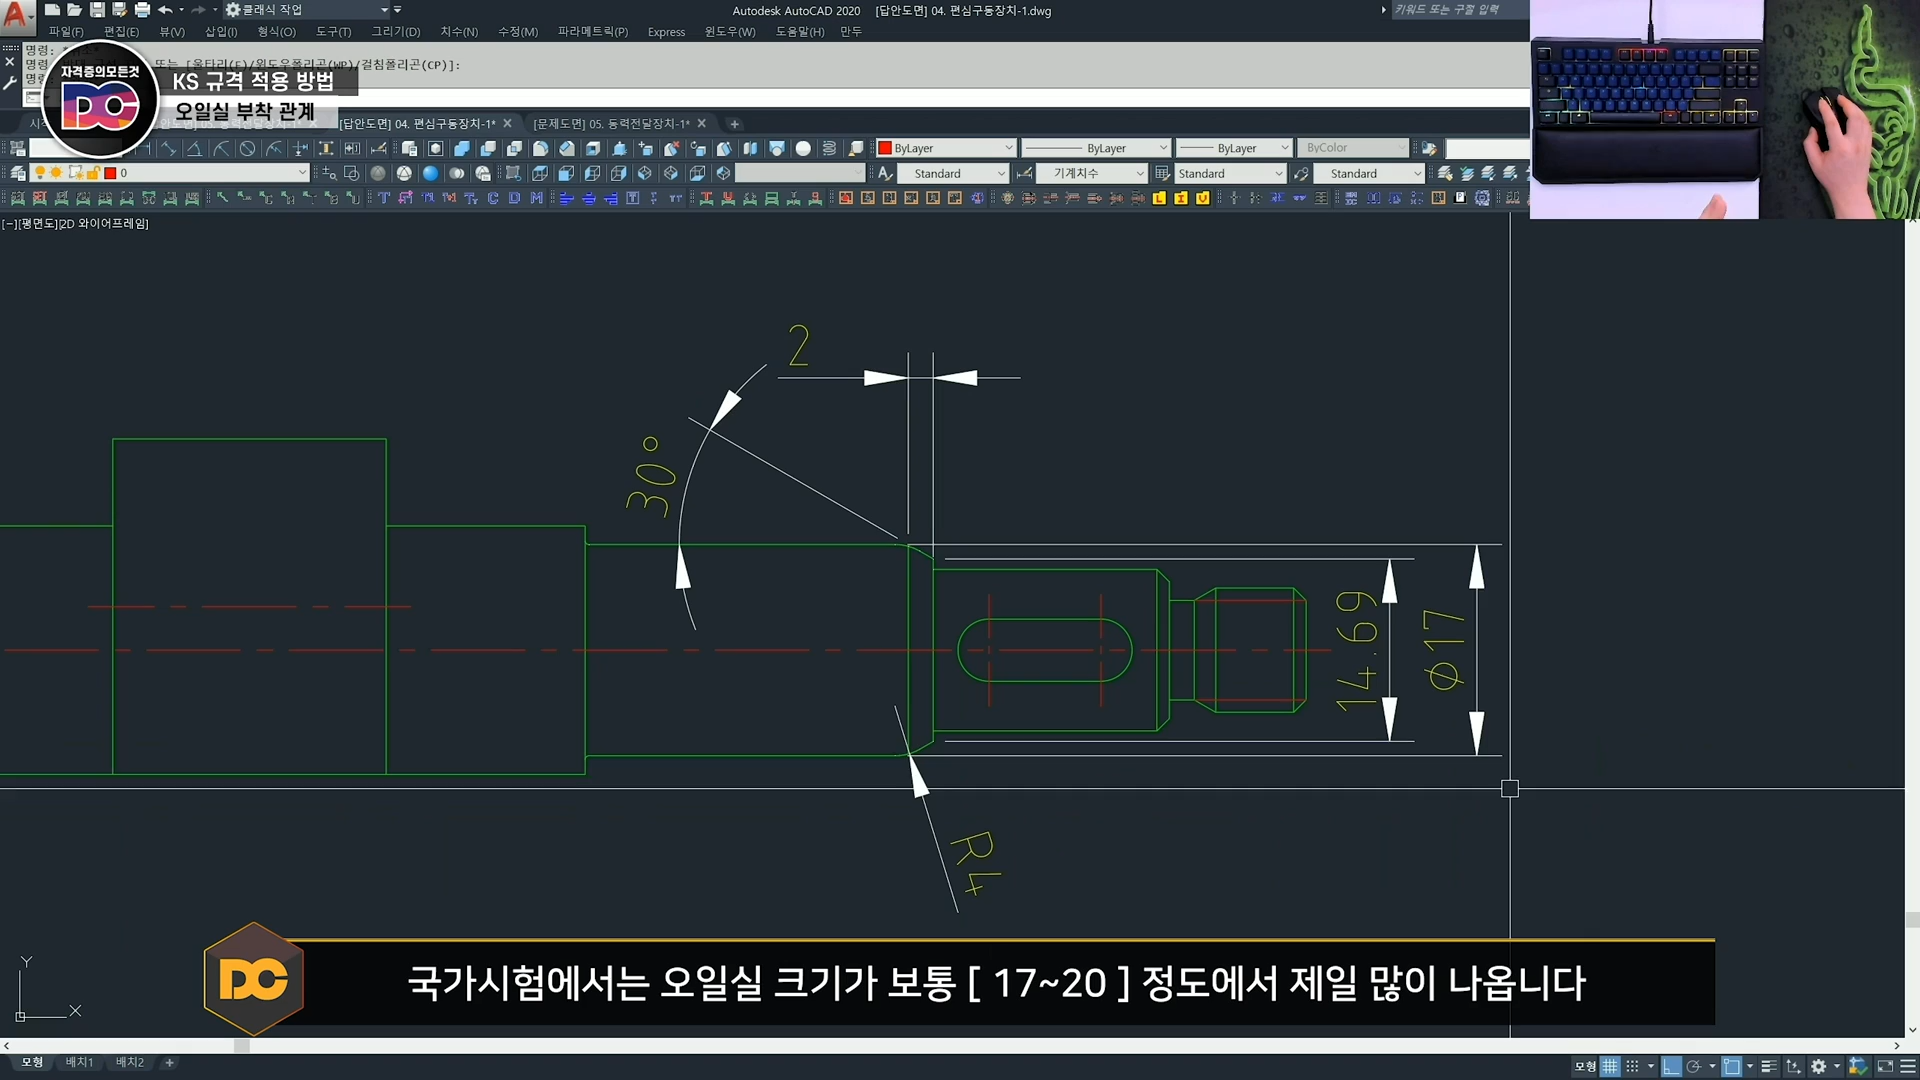 클래식 작업
Autodesk AutoCAD 2020 [답안도면] 04. 편심구동장치-1.dwg
키워드 또는 구절 입력
파일(F) 편집(E) 뷰(V) 삽입(I) 형식(O) 도구(T) 그리기(D) 치수(N) 수정(M) 파라메트릭(P) Express 윈도우(W) 도움말(H) 만두
명령:
또는 [울타리(F)/윈도우폴리곤(WP)/걸침폴리곤(CP)]:
자격증의모든것
DC
KS 규격 적용 방법
오일실 부착 관계
[답안도면] 04. 편심구동장치-1* [문제도면] 05. 동력전달장치-1*
ByLayer ByLayer ByLayer ByColor
0 Standard 기계치수 Standard Standard
[−][평면도][2D 와이어프레임]
2
30°
14.69
⌀17
R4
DC
국가시험에서는 오일실 크기가 보통 [ 17~20 ] 정도에서 제일 많이 나옵니다
Y
X
모형 배치1 배치2 +
모형